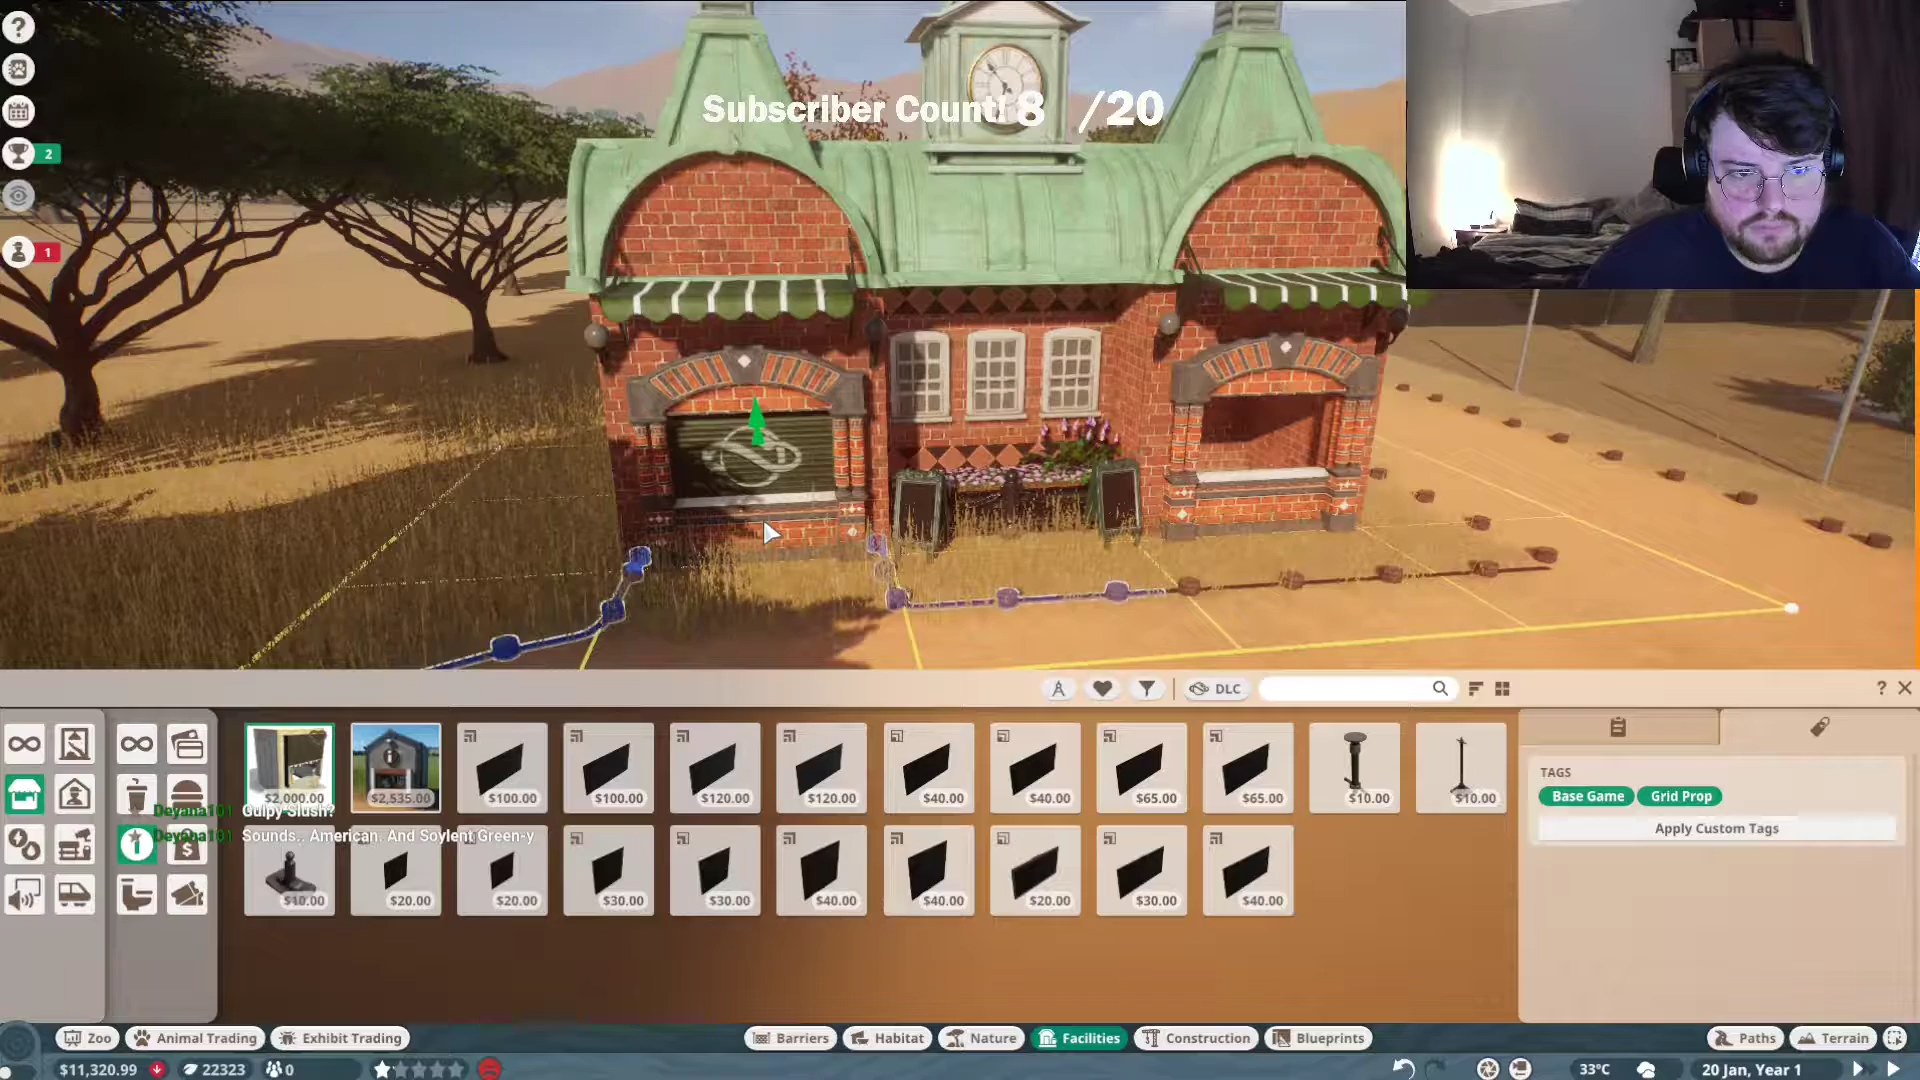 ?
Subscriber Count! 8 /20
2
1
DLC
? ×
$2,000.00 $2,535.00 $100.00 $100.00 $120.00 $120.00 $40.00 $40.00 $65.00 $65.00 $10.00 $10.00
TAGS
Base Game Grid Prop
Apply Custom Tags
Deyana101 Gulpy Slush?
Deyana101 Sounds.. American. And Soylent Green-y
$10.00 $20.00 $20.00 $30.00 $30.00 $40.00 $40.00 $20.00 $30.00 $40.00
Zoo Animal Trading Exhibit Trading Barriers Habitat Nature Facilities Construction Blueprints Paths Terrain
$11,320.99 22323 0 33°C 20 Jan, Year 1